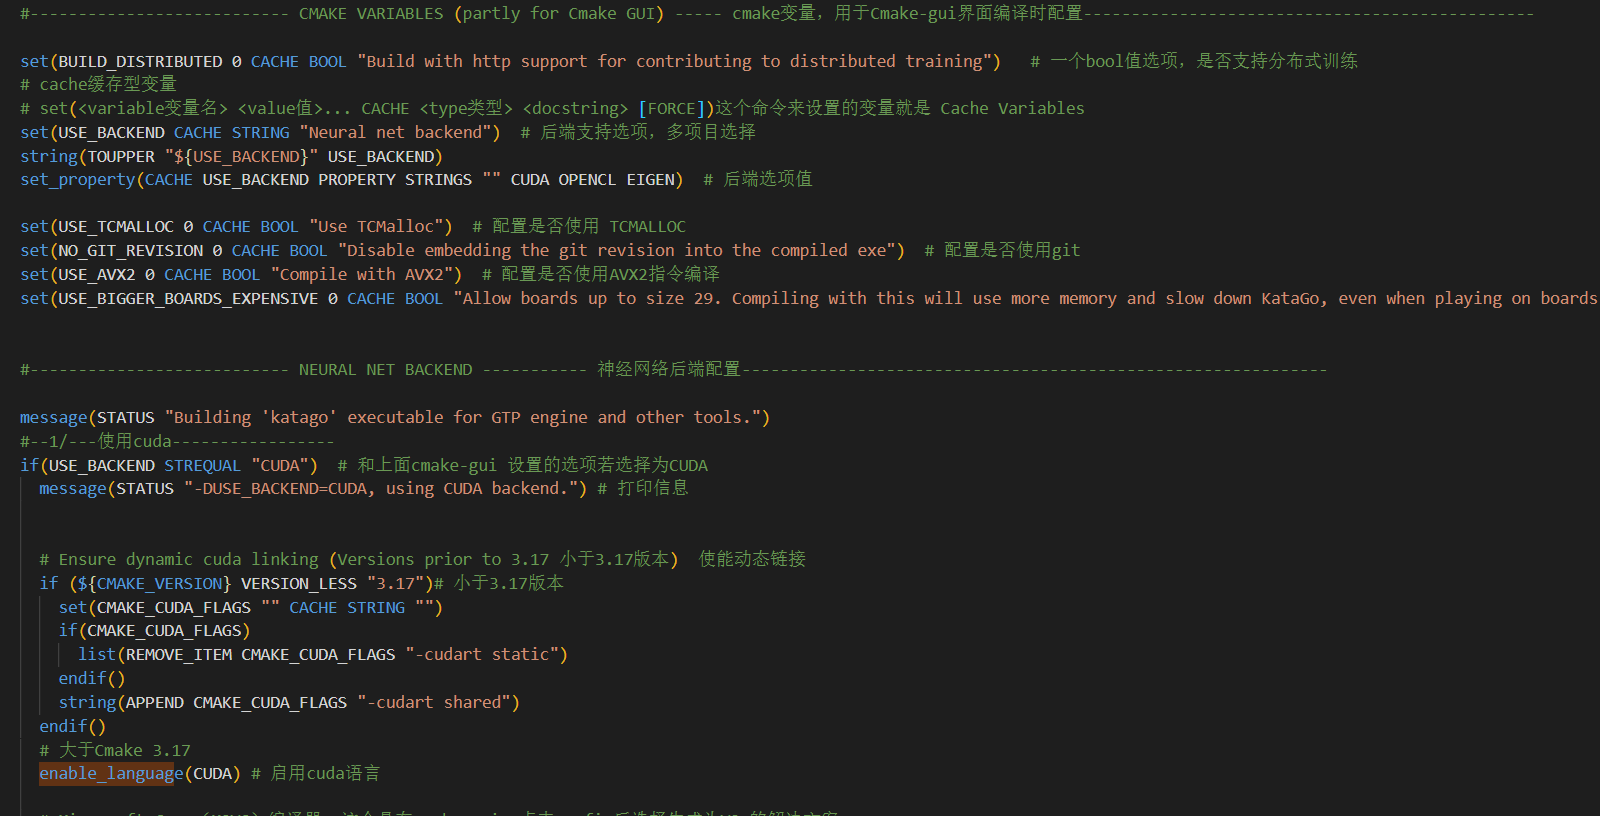 #--------------------------- CMAKE VARIABLES (partly for Cmake GUI) ----- cmake变量，用于Cmake-gui界面编译时配置-----------------------------------------------
set(BUILD_DISTRIBUTED 0 CACHE BOOL "Build with http support for contributing to distributed training")   # 一个bool值选项，是否支持分布式训练
# cache缓存型变量
# set(<variable变量名> <value值>... CACHE <type类型> <docstring> [FORCE])这个命令来设置的变量就是 Cache Variables
set(USE_BACKEND CACHE STRING "Neural net backend")  # 后端支持选项，多项目选择
string(TOUPPER "${USE_BACKEND}" USE_BACKEND)
set_property(CACHE USE_BACKEND PROPERTY STRINGS "" CUDA OPENCL EIGEN)  # 后端选项值
set(USE_TCMALLOC 0 CACHE BOOL "Use TCMalloc")  # 配置是否使用 TCMALLOC
set(NO_GIT_REVISION 0 CACHE BOOL "Disable embedding the git revision into the compiled exe")  # 配置是否使用git
set(USE_AVX2 0 CACHE BOOL "Compile with AVX2")  # 配置是否使用AVX2指令编译
set(USE_BIGGER_BOARDS_EXPENSIVE 0 CACHE BOOL "Allow boards up to size 29. Compiling with this will use more memory and slow down KataGo, even when playing on boards
#--------------------------- NEURAL NET BACKEND ----------- 神经网络后端配置-------------------------------------------------------------
message(STATUS "Building 'katago' executable for GTP engine and other tools.")
#--1/---使用cuda-----------------
if(USE_BACKEND STREQUAL "CUDA")  # 和上面cmake-gui 设置的选项若选择为CUDA
message(STATUS "-DUSE_BACKEND=CUDA, using CUDA backend.") # 打印信息
# Ensure dynamic cuda linking (Versions prior to 3.17 小于3.17版本)  使能动态链接
if (${CMAKE_VERSION} VERSION_LESS "3.17")# 小于3.17版本
set(CMAKE_CUDA_FLAGS "" CACHE STRING "")
if(CMAKE_CUDA_FLAGS)
list(REMOVE_ITEM CMAKE_CUDA_FLAGS "-cudart static")
endif()
string(APPEND CMAKE_CUDA_FLAGS "-cudart shared")
endif()
# 大于Cmake 3.17
enable_language(CUDA) # 启用cuda语言